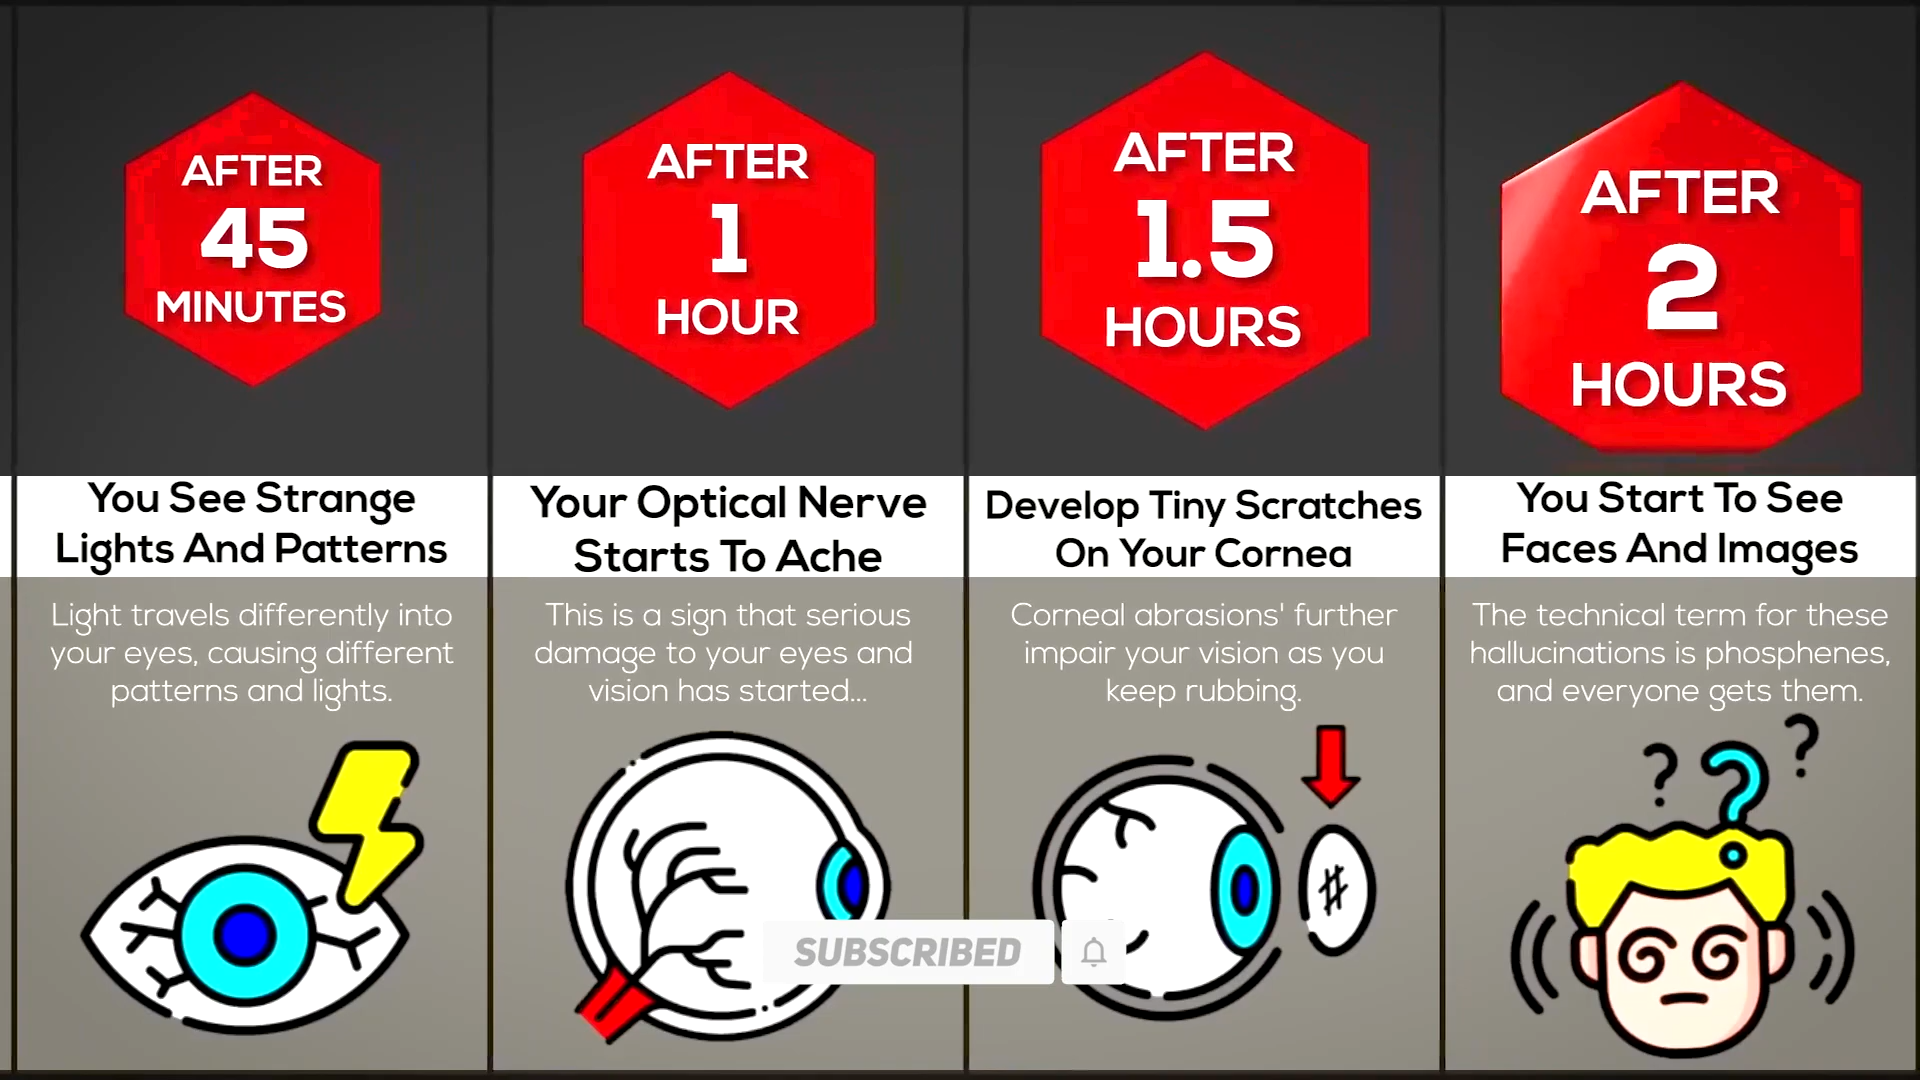 AFTER
45
MINUTES
You See Strange
Lights And Patterns
Light travels differently into
your eyes, causing different
patterns and lights.
AFTER
1
HOUR
Your Optical Nerve
Starts To Ache
This is a sign that serious
damage to your eyes and
vision has started...
AFTER
1.5
HOURS
Develop Tiny Scratches
On Your Cornea
Corneal abrasions' further
impair your vision as you
keep rubbing.
#
AFTER
2
HOURS
You Start To See
Faces And Images
The technical term for these
hallucinations is phosphenes,
and everyone gets them.
? ? ?
SUBSCRIBED